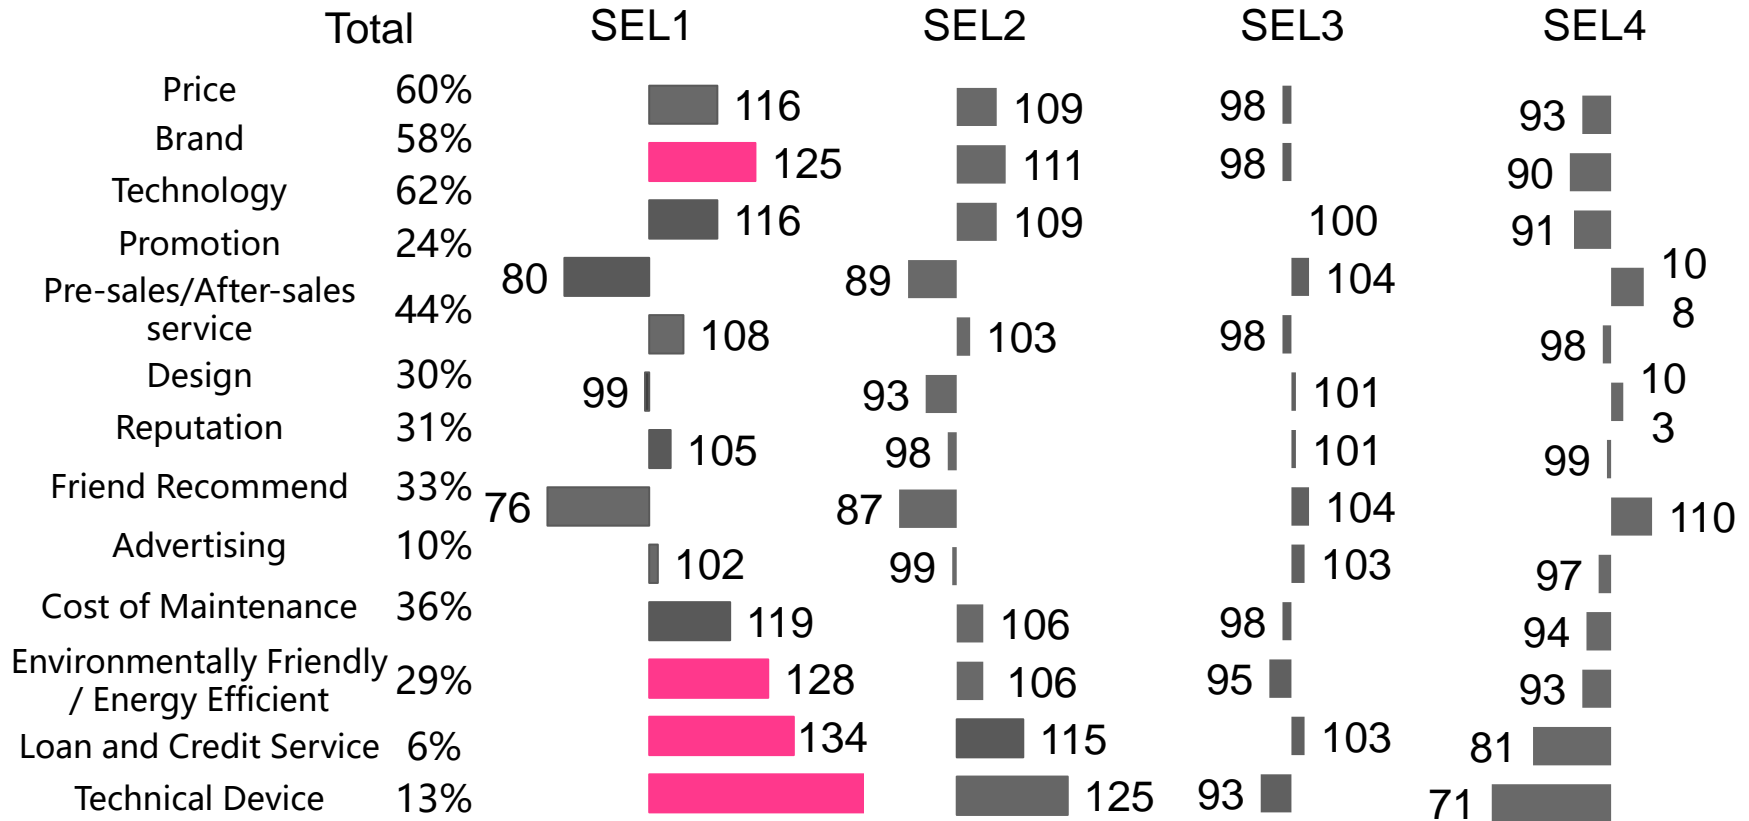 Total SEL1 SEL2 SEL3 SEL4
Price 60% 116 109 98 93
Brand 58% 125 111 98 90
Technology 62% 116 109 100 91
Promotion 24% 80 89 104 10
8
Pre-sales/After-sales
service 44% 108 103 98 98
Design 30% 99 93 101 10
3
Reputation 31% 105 98 101 99
Friend Recommend 33% 76 87 104 110
Advertising 10% 102 99 103 97
Cost of Maintenance 36% 119 106 98 94
Environmentally Friendly
/ Energy Efficient 29% 128 106 95 93
Loan and Credit Service 6% 134 115 103 81
Technical Device 13% 125 93 71